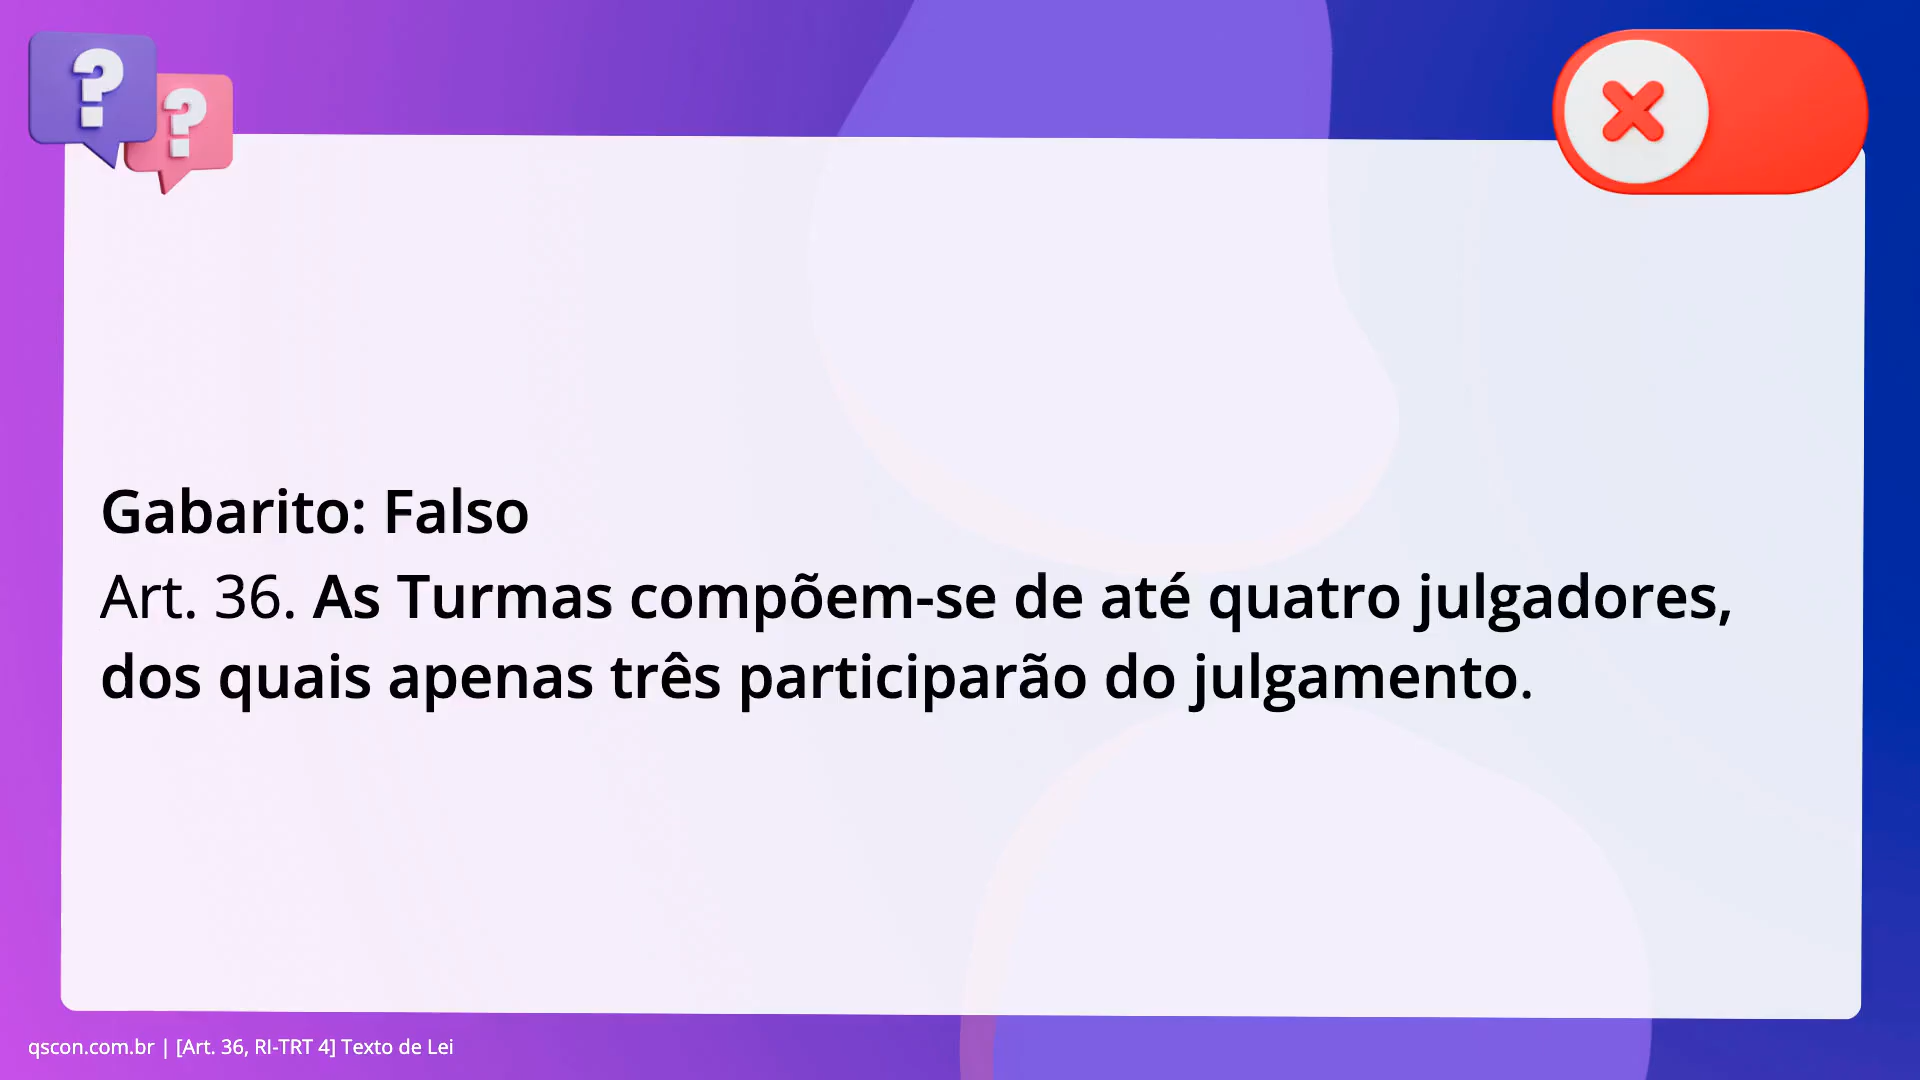 Gabarito: Falso
Art. 36. As Turmas compõem-se de até quatro julgadores,
dos quais apenas três participarão do julgamento.
qscon.com.br | [Art. 36, RI-TRT 4] Texto de Lei